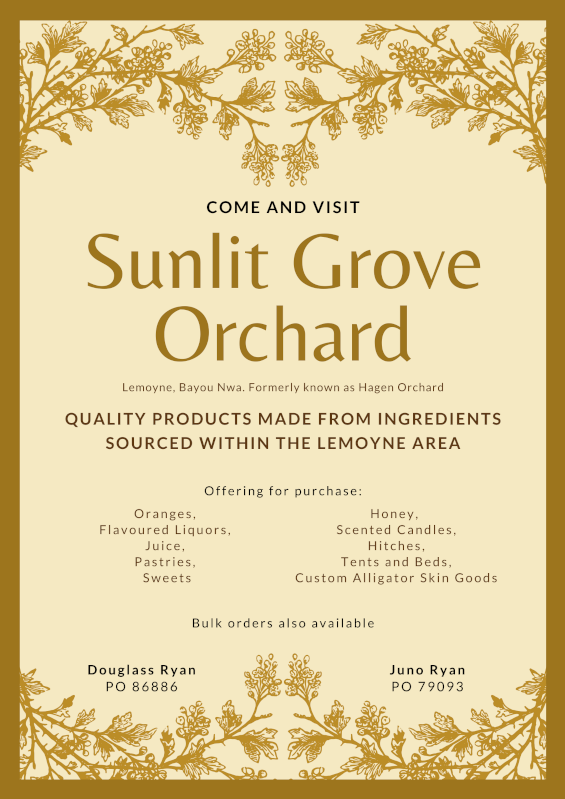 COME AND VISIT
Sunlit Grove
Orchard
Lemoyne, Bayou Nwa. Formerly known as Hagen Orchard
QUALITY PRODUCTS MADE FROM INGREDIENTS
SOURCED WITHIN THE LEMOYNE AREA
Offering for purchase:
Oranges,
Flavoured Liquors,
Juice,
Pastries,
Sweets
Honey,
Scented Candles,
Hitches,
Tents and Beds,
Custom Alligator Skin Goods
Bulk orders also available
Douglass Ryan
PO 86886
Juno Ryan
PO 79093